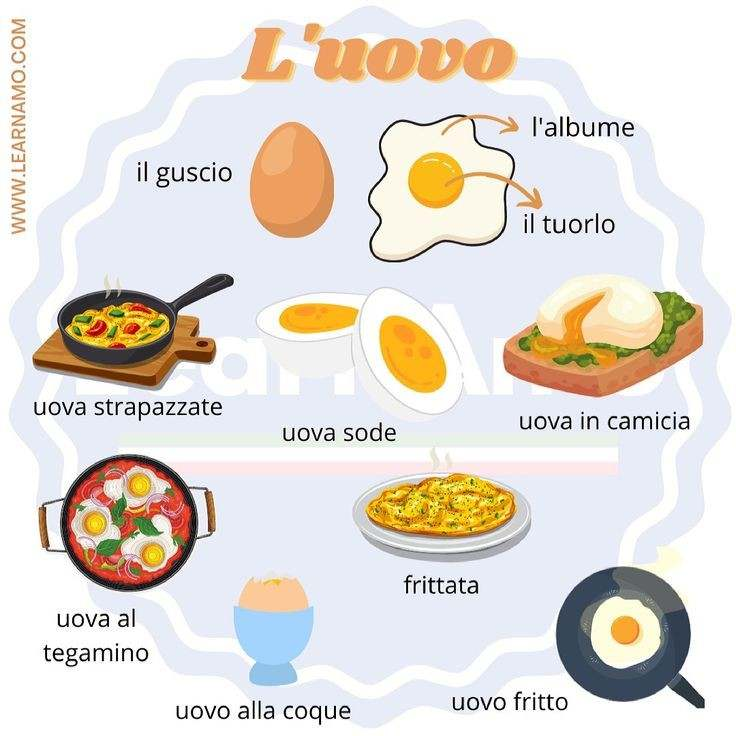 L'uovo
WWW.LEARNAMO.COM
l'albume
il guscio
il tuorlo
LearnAmo
uova strapazzate
uova sode
uova in camicia
frittata
uova al
tegamino
uovo alla coque
uovo fritto